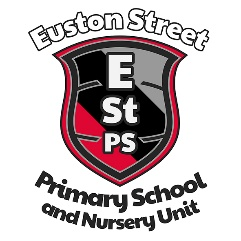 Euston Street
E
St
PS
Primary School
and Nursery Unit